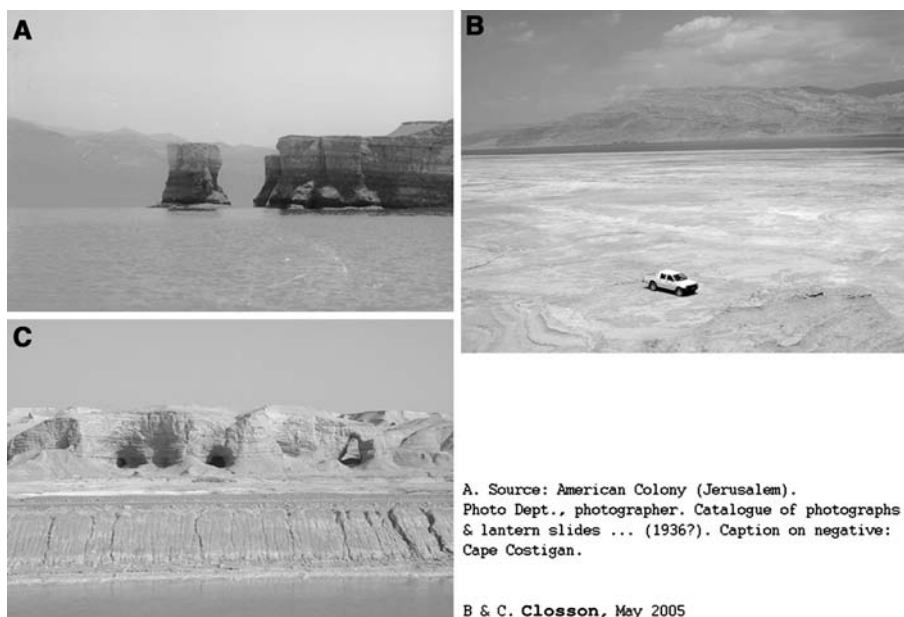 A
B
C
A. Source: American Colony (Jerusalem).
Photo Dept., photographer. Catalogue of photographs
& lantern slides ... (1936?). Caption on negative:
Cape Costigan.
B & C. Closson, May 2005